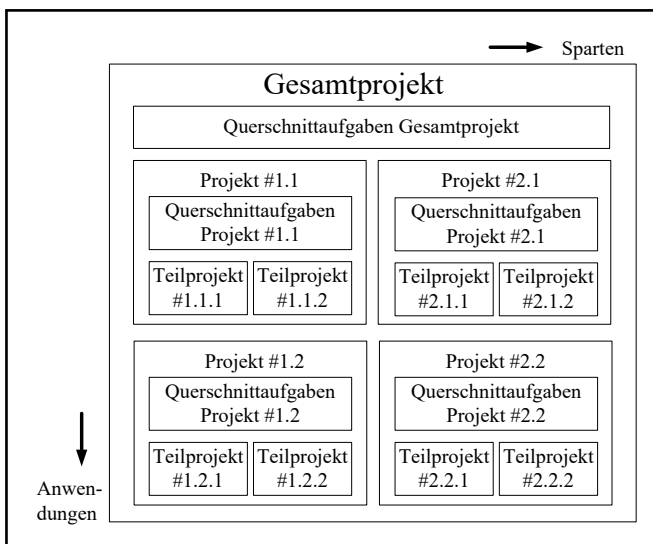 Sparten
Gesamtprojekt
Querschnittaufgaben Gesamtprojekt
Projekt #1.1
Querschnittaufgaben
Projekt #1.1
Teilprojekt
#1.1.1
Teilprojekt
#1.1.2
Projekt #2.1
Querschnittaufgaben
Projekt #2.1
Teilprojekt
#2.1.1
Teilprojekt
#2.1.2
Projekt #1.2
Querschnittaufgaben
Projekt #1.2
Teilprojekt
#1.2.1
Teilprojekt
#1.2.2
Projekt #2.2
Querschnittaufgaben
Projekt #2.2
Teilprojekt
#2.2.1
Teilprojekt
#2.2.2
Anwen-
dungen